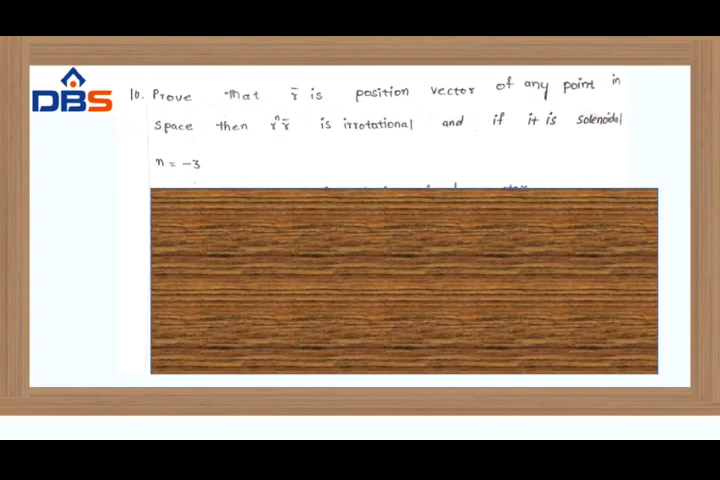 DBS
10. Prove that r̄ is position vector of any point in
space then rⁿr̄ is irrotational and if it is solenoidal
n = -3